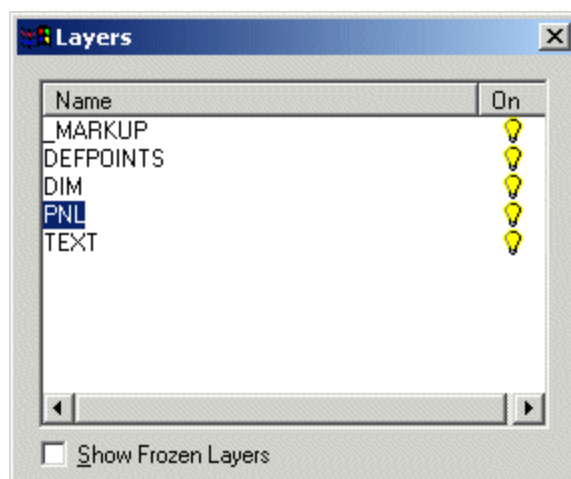 Layers
Name On
_MARKUP
DEFPOINTS
DIM
PNL
TEXT
Show Frozen Layers